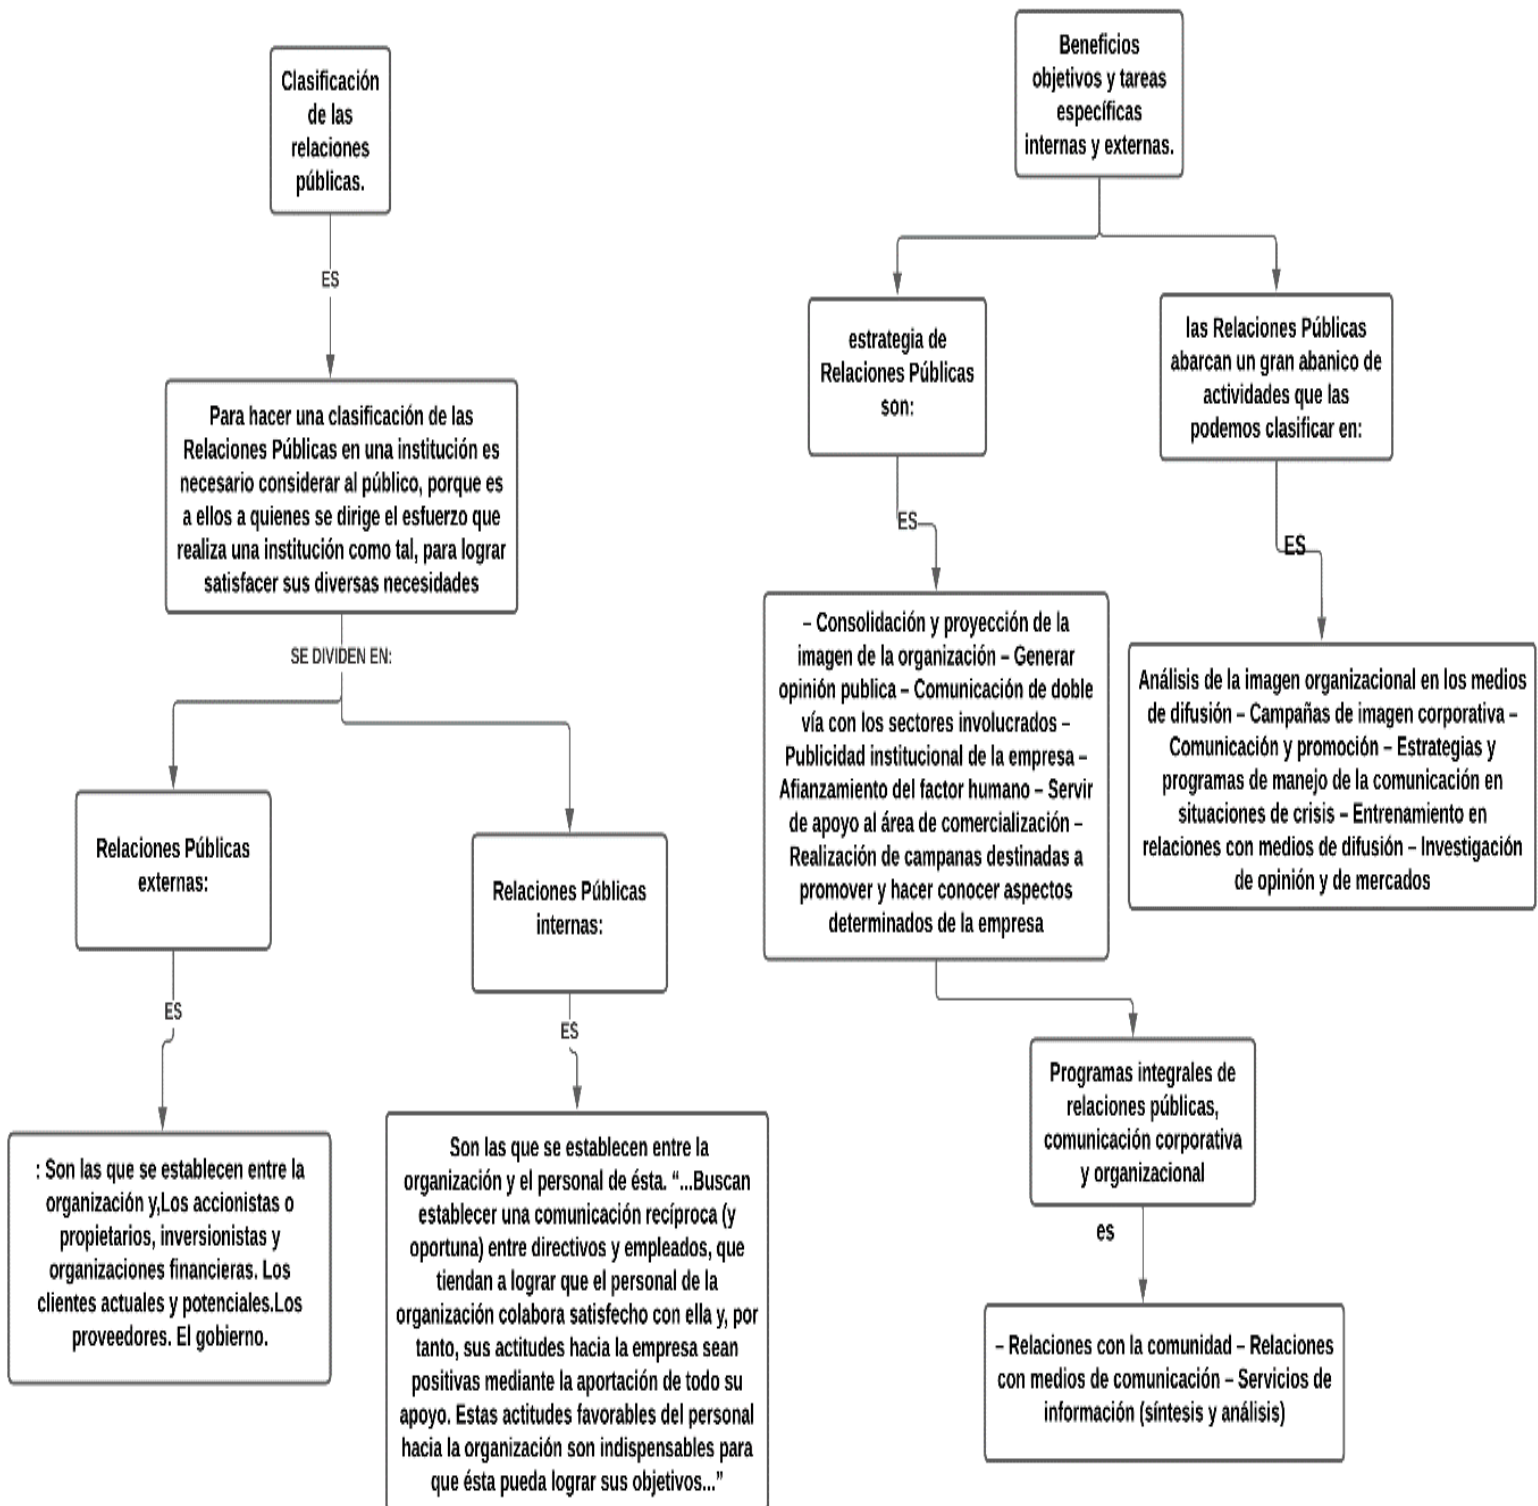 Clasificación
de las
relaciones
públicas.
ES
Para hacer una clasificación de las
Relaciones Públicas en una institución es
necesario considerar al público, porque es
a ellos a quienes se dirige el esfuerzo que
realiza una institución como tal, para lograr
satisfacer sus diversas necesidades
SE DIVIDEN EN:
Relaciones Públicas
externas:
ES
: Son las que se establecen entre la
organización y,Los accionistas o
propietarios, inversionistas y
organizaciones financieras. Los
clientes actuales y potenciales.Los
proveedores. El gobierno.
Relaciones Públicas
internas:
ES
Son las que se establecen entre la
organización y el personal de ésta. “...Buscan
establecer una comunicación recíproca (y
oportuna) entre directivos y empleados, que
tiendan a lograr que el personal de la
organización colabora satisfecho con ella y, por
tanto, sus actitudes hacia la empresa sean
positivas mediante la aportación de todo su
apoyo. Estas actitudes favorables del personal
hacia la organización son indispensables para
que ésta pueda lograr sus objetivos...”
Beneficios
objetivos y tareas
específicas
internas y externas.
estrategia de
Relaciones Públicas
son:
ES
– Consolidación y proyección de la
imagen de la organización – Generar
opinión publica – Comunicación de doble
vía con los sectores involucrados –
Publicidad institucional de la empresa –
Afianzamiento del factor humano – Servir
de apoyo al área de comercialización –
Realización de campanas destinadas a
promover y hacer conocer aspectos
determinados de la empresa
las Relaciones Públicas
abarcan un gran abanico de
actividades que las
podemos clasificar en:
ES
Análisis de la imagen organizacional en los medios
de difusión – Campañas de imagen corporativa –
Comunicación y promoción – Estrategias y
programas de manejo de la comunicación en
situaciones de crisis – Entrenamiento en
relaciones con medios de difusión – Investigación
de opinión y de mercados
Programas integrales de
relaciones públicas,
comunicación corporativa
y organizacional
es
– Relaciones con la comunidad – Relaciones
con medios de comunicación – Servicios de
información (síntesis y análisis)